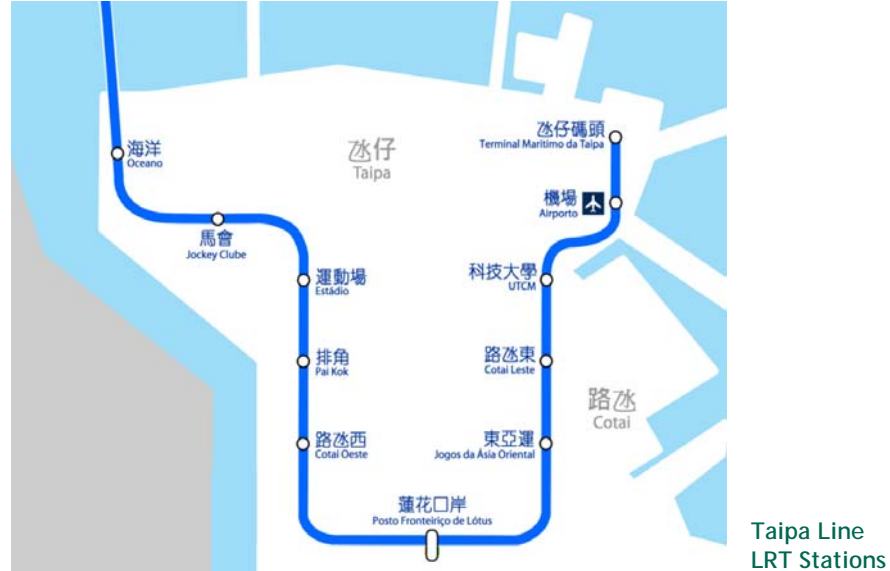 氹仔碼頭
Terminal Marítimo da Taipa
海洋
Oceano
氹仔
Taipa
機場
Airporto
馬會
Jockey Clube
運動場
Estádio
科技大學
UTCM
排角
Pai Kok
路氹東
Cotai Leste
路氹
Cotai
路氹西
Cotai Oeste
東亞運
Jogos da Ásia Oriental
蓮花口岸
Posto Fronteiriço de Lótus
Taipa Line
LRT Stations